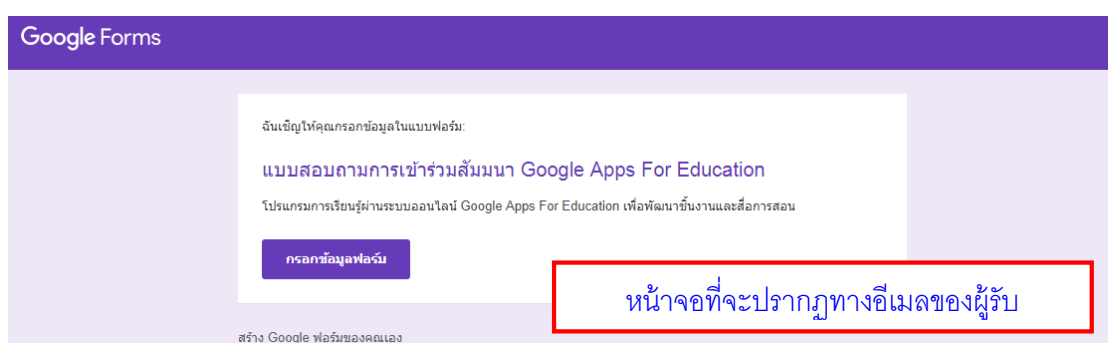 Google Forms
ฉันเชิญให้คุณกรอกข้อมูลในแบบฟอร์ม:
แบบสอบถามการเข้าร่วมสัมมนา Google Apps For Education
โปรแกรมการเรียนรู้ผ่านระบบออนไลน์ Google Apps For Education เพื่อพัฒนาชิ้นงานและสื่อการสอน
กรอกข้อมูลฟอร์ม
หน้าจอที่จะปรากฏทางอีเมลของผู้รับ
สร้าง Google ฟอร์มของคุณเอง